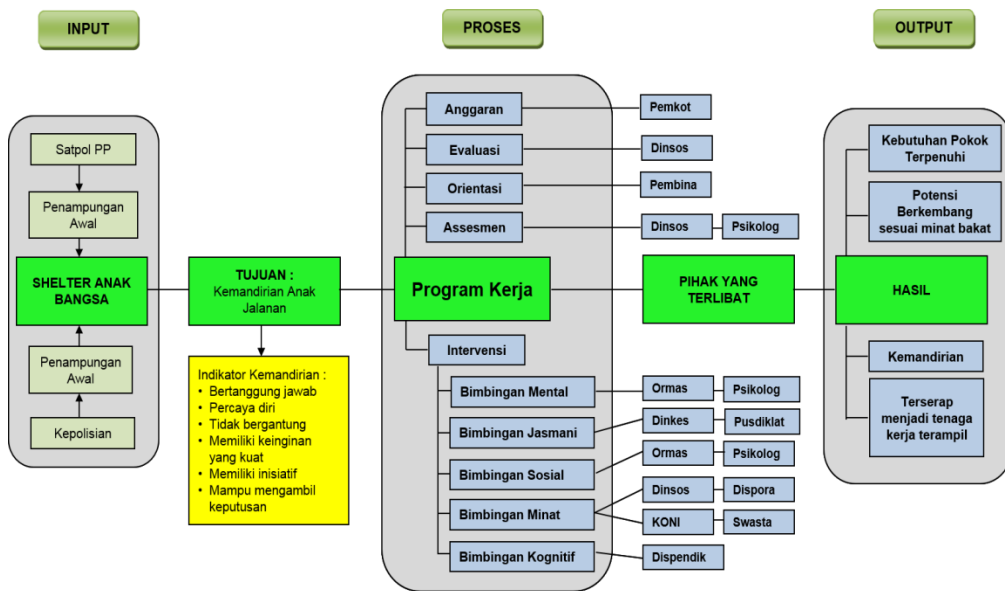 INPUT
PROSES
OUTPUT
Satpol PP
Penampungan
Awal
SHELTER ANAK
BANGSA
Penampungan
Awal
Kepolisian
TUJUAN :
Kemandirian Anak
Jalanan
Indikator Kemandirian :
• Bertanggung jawab
• Percaya diri
• Tidak bergantung
• Memiliki keinginan
yang kuat
• Memiliki inisiatif
• Mampu mengambil
keputusan
Anggaran
Pemkot
Evaluasi
Dinsos
Orientasi
Pembina
Assesmen
Dinsos
Psikolog
Program Kerja
PIHAK YANG
TERLIBAT
Intervensi
Bimbingan Mental
Ormas
Psikolog
Bimbingan Jasmani
Dinkes
Pusdiklat
Bimbingan Sosial
Ormas
Psikolog
Bimbingan Minat
Dinsos
Dispora
KONI
Swasta
Bimbingan Kognitif
Dispendik
Kebutuhan Pokok
Terpenuhi
Potensi
Berkembang
sesuai minat bakat
HASIL
Kemandirian
Terserap
menjadi tenaga
kerja terampil